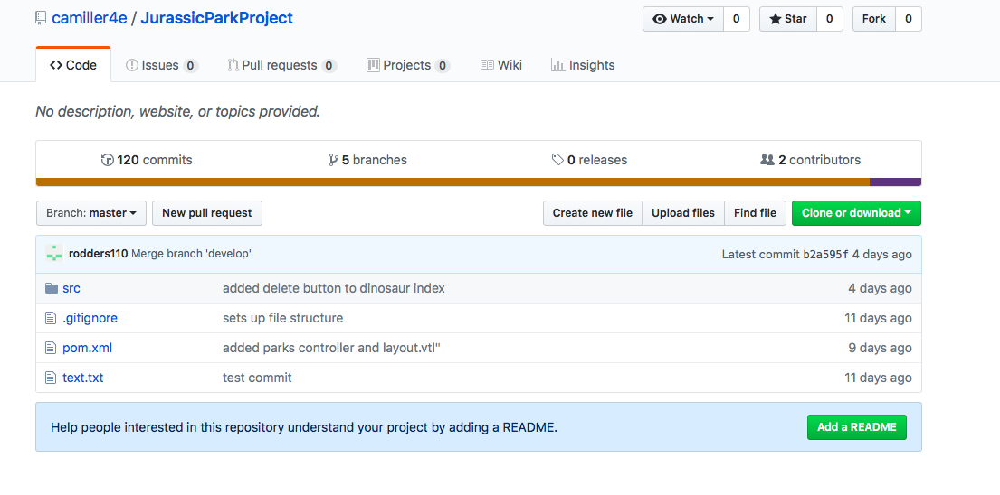 camiller4e / JurassicParkProject Watch 0 Star 0 Fork 0
Code Issues 0 Pull requests 0 Projects 0 Wiki Insights
No description, website, or topics provided.
120 commits 5 branches 0 releases 2 contributors
Branch: master New pull request Create new file Upload files Find file Clone or download
rodders110 Merge branch 'develop' Latest commit b2a595f 4 days ago
src added delete button to dinosaur index 4 days ago
.gitignore sets up file structure 11 days ago
pom.xml added parks controller and layout.vtl" 9 days ago
text.txt test commit 11 days ago
Help people interested in this repository understand your project by adding a README. Add a README